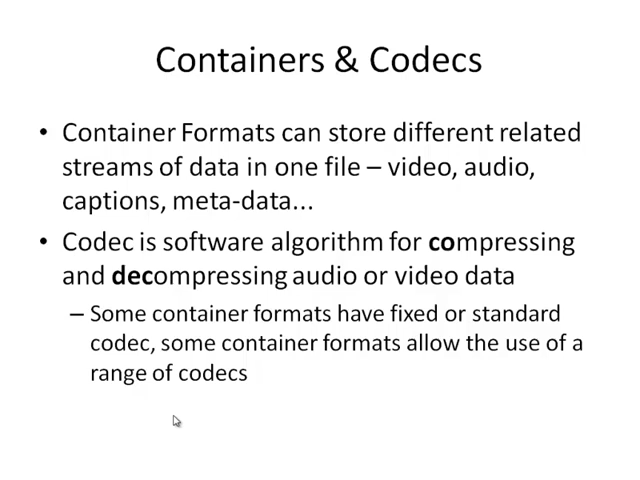 Containers & Codecs
• Container Formats can store different related
streams of data in one file – video, audio,
captions, meta-data...
• Codec is software algorithm for compressing
and decompressing audio or video data
– Some container formats have fixed or standard
codec, some container formats allow the use of a
range of codecs